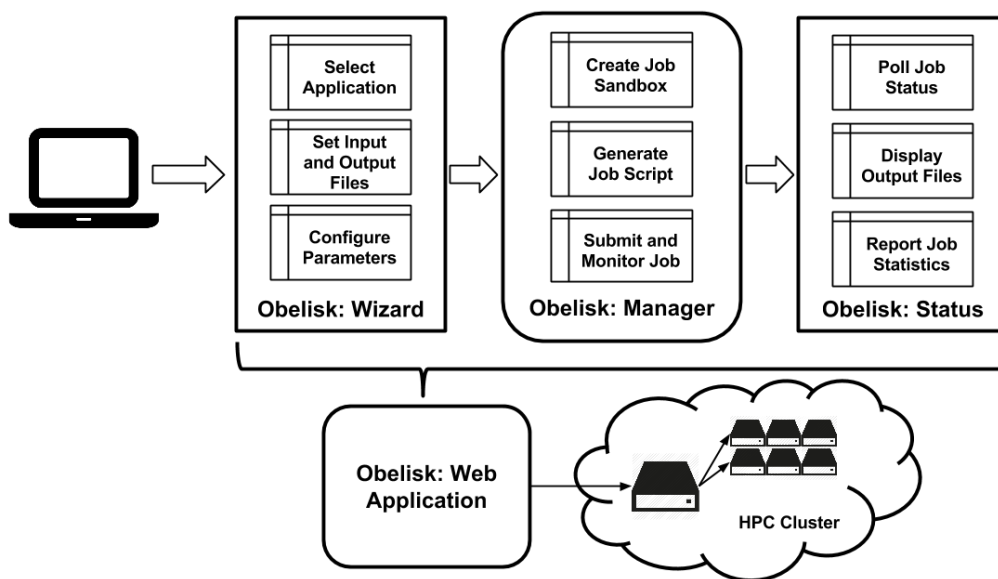 Select
Application
Set Input
and Output
Files
Configure
Parameters
Obelisk: Wizard
Create Job
Sandbox
Generate
Job Script
Submit and
Monitor Job
Obelisk: Manager
Poll Job
Status
Display
Output Files
Report Job
Statistics
Obelisk: Status
Obelisk: Web
Application
HPC Cluster